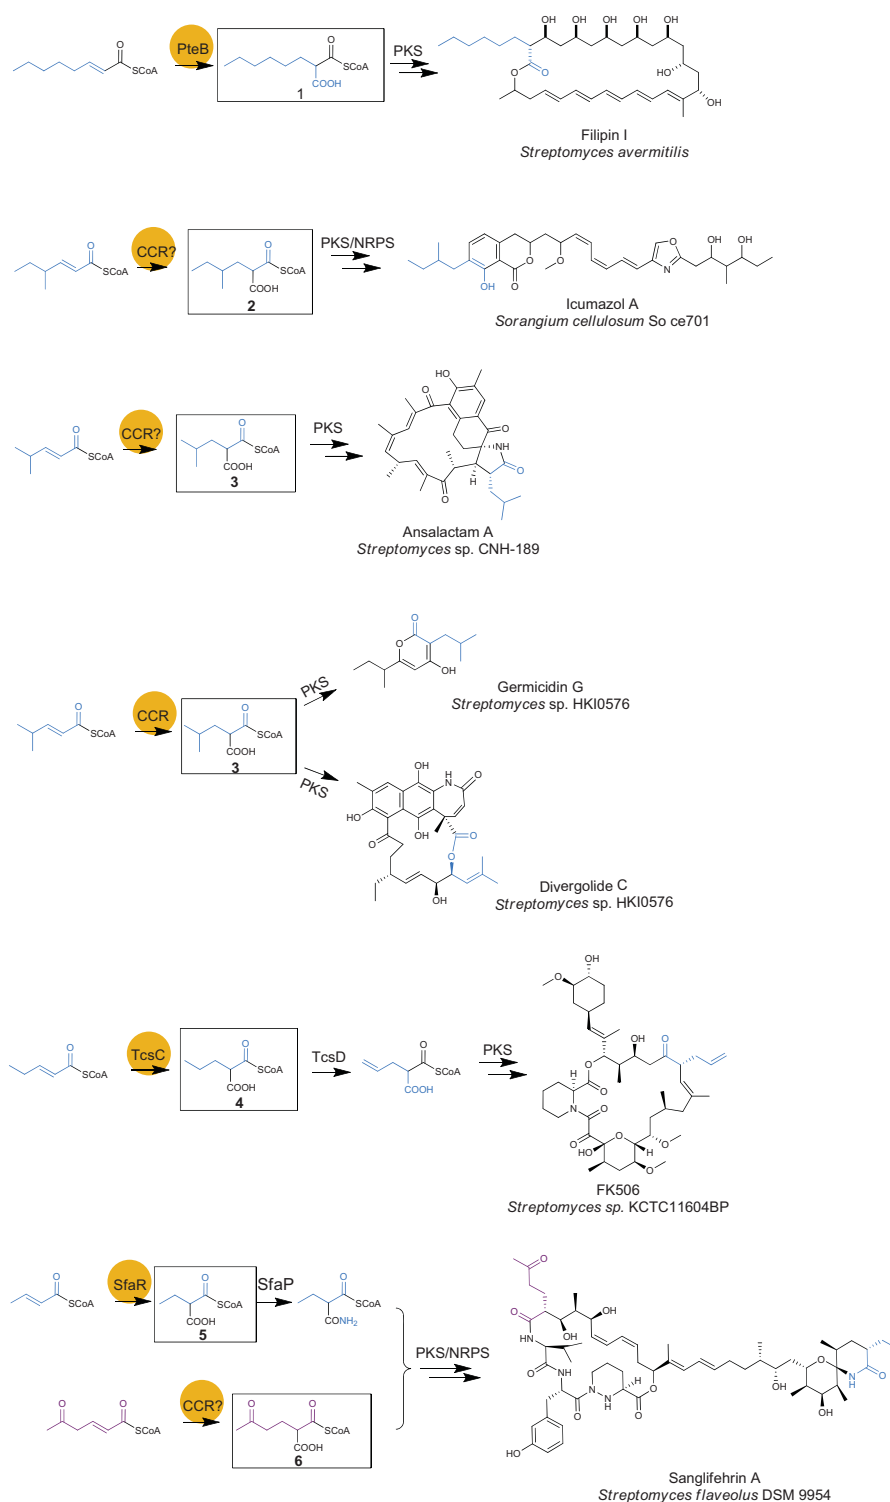 O
PteB
SCoA
O
SCoA
COOH
1
PKS
OH OH OH OH OH
HO
O
O
OH
Filipin I
Streptomyces avermitilis
O
SCoA
CCR?
O
SCoA
COOH
2
PKS/NRPS
OH
O
O
O
O
N
OH OH
Icumazol A
Sorangium cellulosum So ce701
O
SCoA
CCR?
O
SCoA
COOH
3
PKS
HO
O
O
NH
O
H
O
Ansalactam A
Streptomyces sp. CNH-189
O
SCoA
CCR
O
SCoA
COOH
3
PKS
O
O
OH
Germicidin G
Streptomyces sp. HKI0576
PKS
OH
H
N
O
HO
O
OH
O
O
OH
Divergolide C
Streptomyces sp. HKI0576
O
SCoA
TcsC
O
SCoA
COOH
4
TcsD
O
SCoA
COOH
PKS
OH
O
OH
O
O
H
O
N
O
O
O
HO
H
O
O
FK506
Streptomyces sp. KCTC11604BP
O
SCoA
SfaR
O
SCoA
COOH
5
SfaP
O
SCoA
CONH2
O
O
SCoA
CCR?
O
O
SCoA
COOH
6
PKS/NRPS
O
O
OH
OH
HN
O
NH
O
N
N
H
H
O
O
HO
OH
O
OH
NH
O
Sanglifehrin A
Streptomyces flaveolus DSM 9954